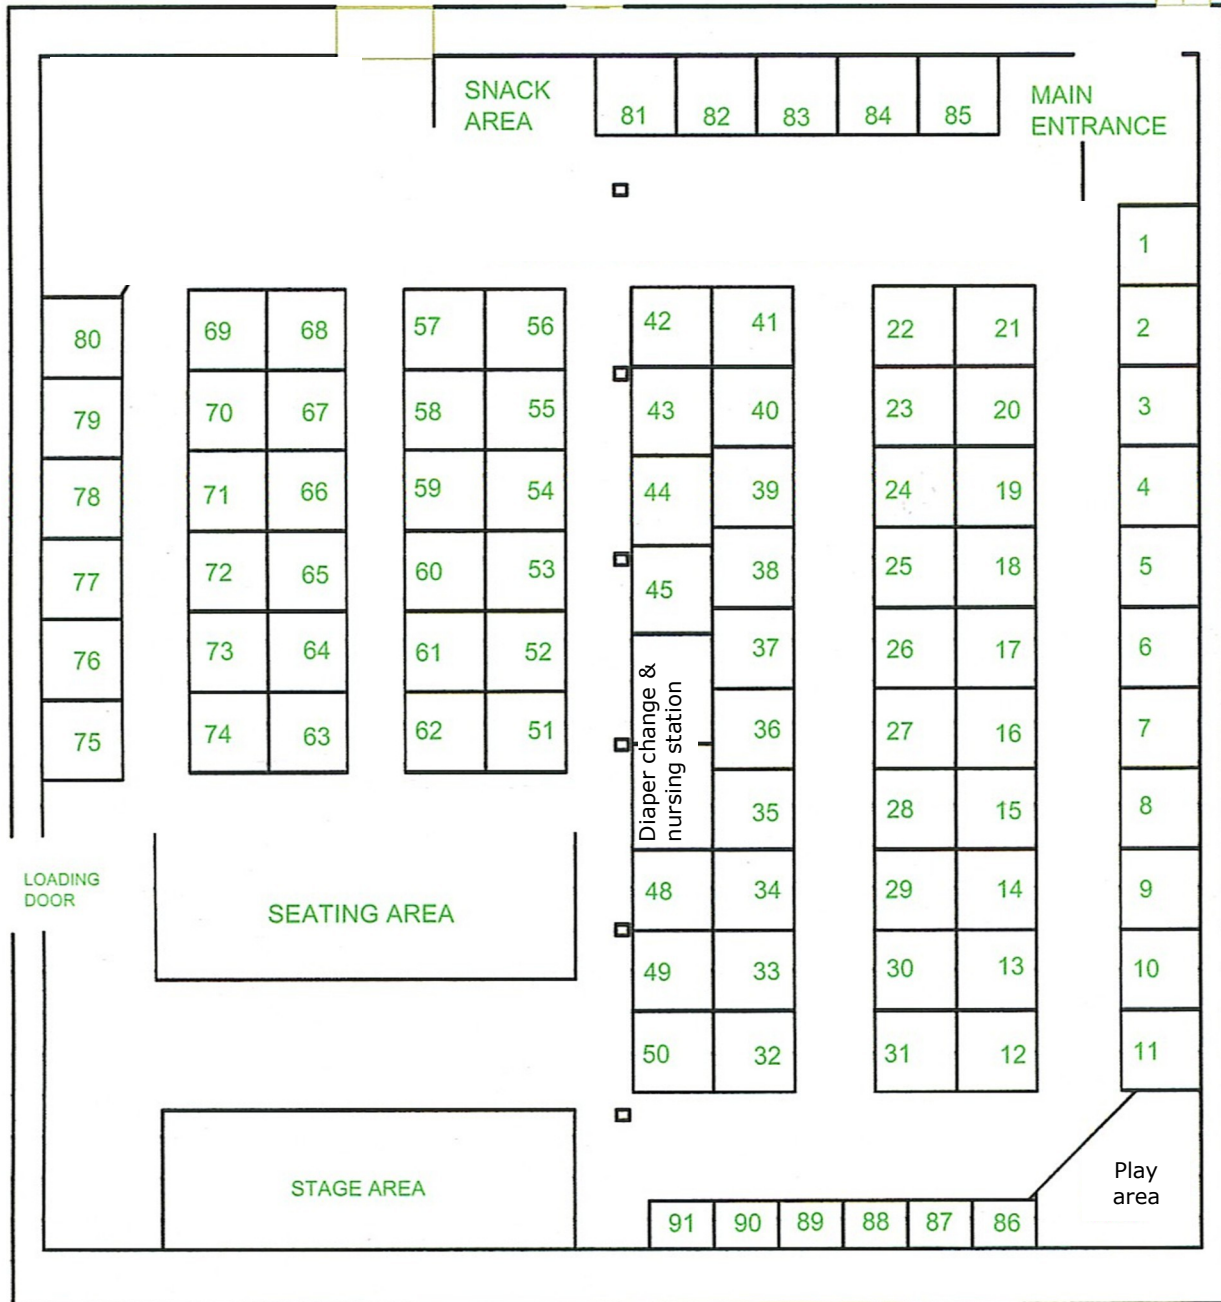 SNACK
AREA
81 82 83 84 85
MAIN
ENTRANCE
1
80 69 68 57 56 42 41 22 21 2
79 70 67 58 55 43 40 23 20 3
78 71 66 59 54 44 39 24 19 4
77 72 65 60 53 45 38 25 18 5
76 73 64 61 52 37 26 17 6
75 74 63 62 51 36 27 16 7
Diaper change &
nursing station
35 28 15 8
LOADING
DOOR
SEATING AREA
48 34 29 14 9
49 33 30 13 10
50 32 31 12 11
STAGE AREA
Play
area
91 90 89 88 87 86